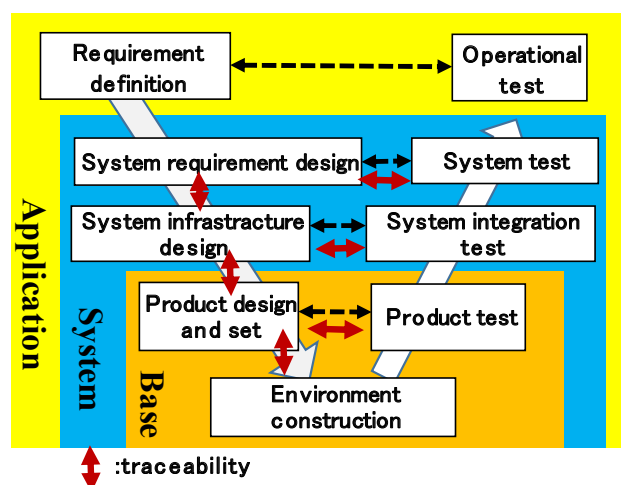 Requirement
definition
Operational
test
System requirement design
System test
System infrastracture
design
System integration
test
Product design
and set
Product test
Environment
construction
Application
System
Base
:traceability